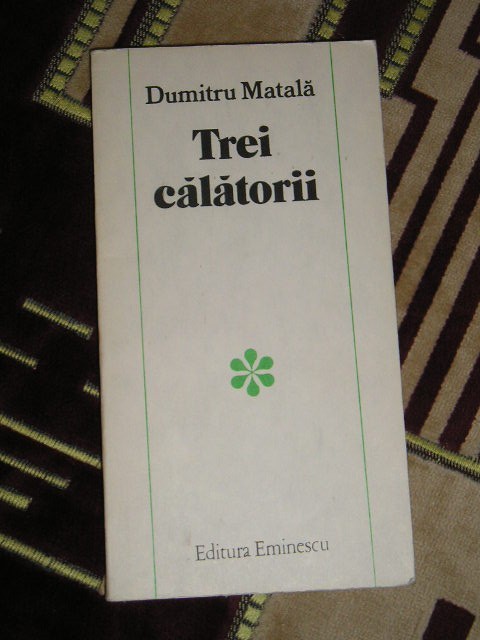 Dumitru Matală
Trei
călătorii
Editura Eminescu